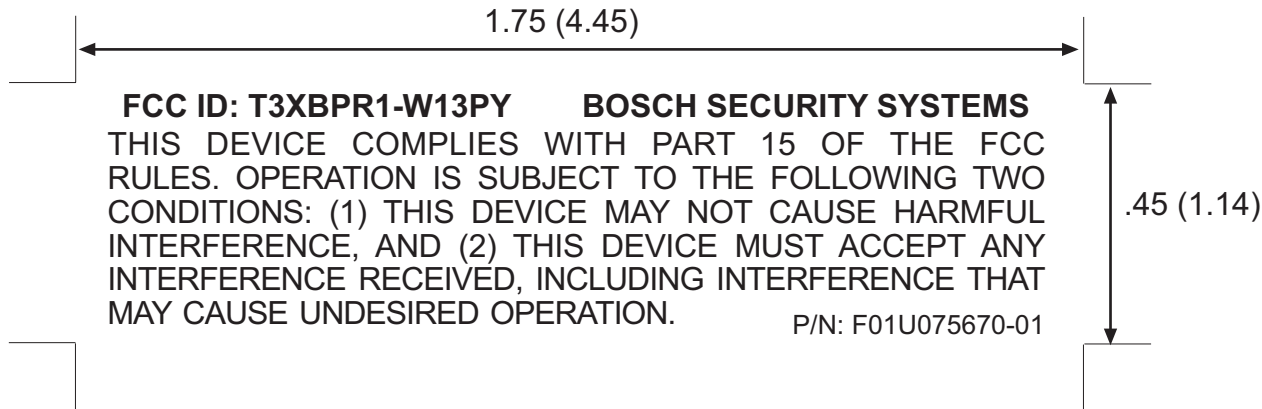 1.75 (4.45)
FCC ID: T3XBPR1-W13PY BOSCH SECURITY SYSTEMS
THIS DEVICE COMPLIES WITH PART 15 OF THE FCC
RULES. OPERATION IS SUBJECT TO THE FOLLOWING TWO
CONDITIONS: (1) THIS DEVICE MAY NOT CAUSE HARMFUL
INTERFERENCE, AND (2) THIS DEVICE MUST ACCEPT ANY
INTERFERENCE RECEIVED, INCLUDING INTERFERENCE THAT
MAY CAUSE UNDESIRED OPERATION.
P/N: F01U075670-01
.45 (1.14)